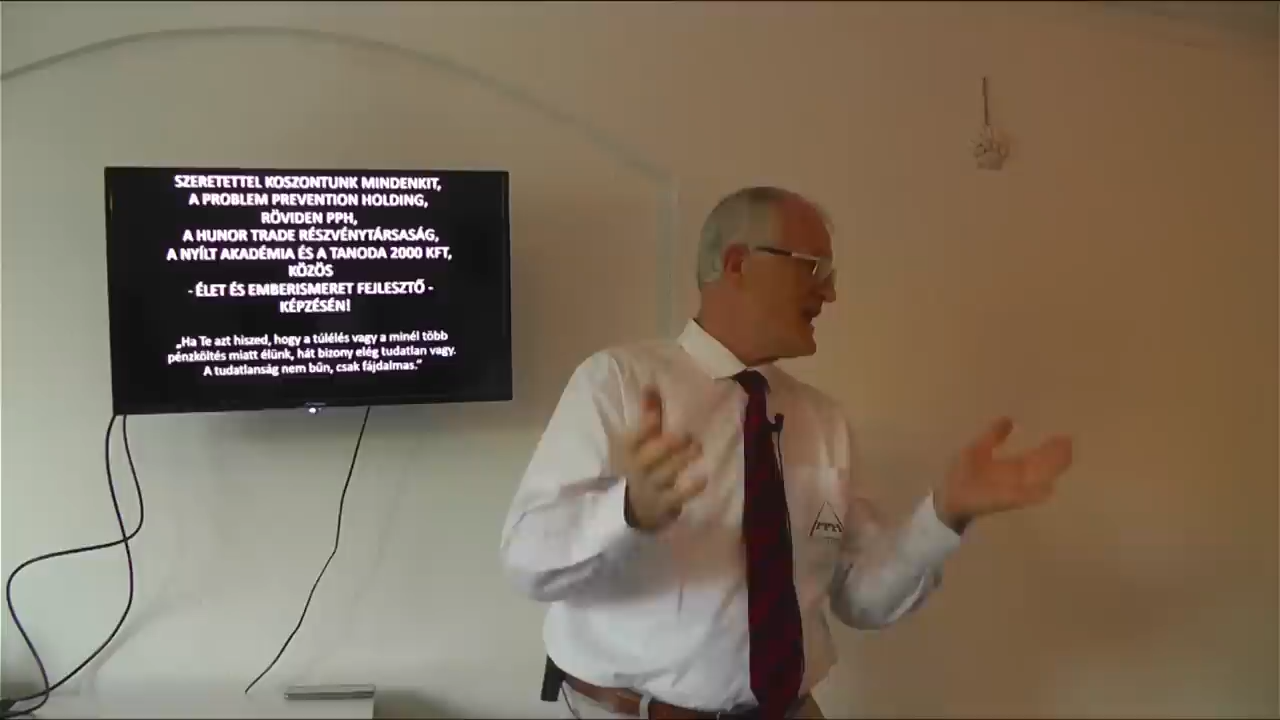 SZERETETTEL KOSZONTUNK MINDENKIT,
A PROBLEM PREVENTION HOLDING,
RÖVIDEN PPH,
A HUNOR TRADE RÉSZVÉNYTÁRSASÁG,
A NYÍLT AKADÉMIA ÉS A TANODA 2000 KFT,
KÖZÖS
- ÉLET ÉS EMBERISMERET FEJLESZTŐ -
KÉPZÉSÉN!
„Ha Te azt hiszed, hogy a túlélés vagy a minél több
pénzköltés miatt élünk, hát bizony elég tudatlan vagy.
A tudatlanság nem bűn, csak fájdalmas.”